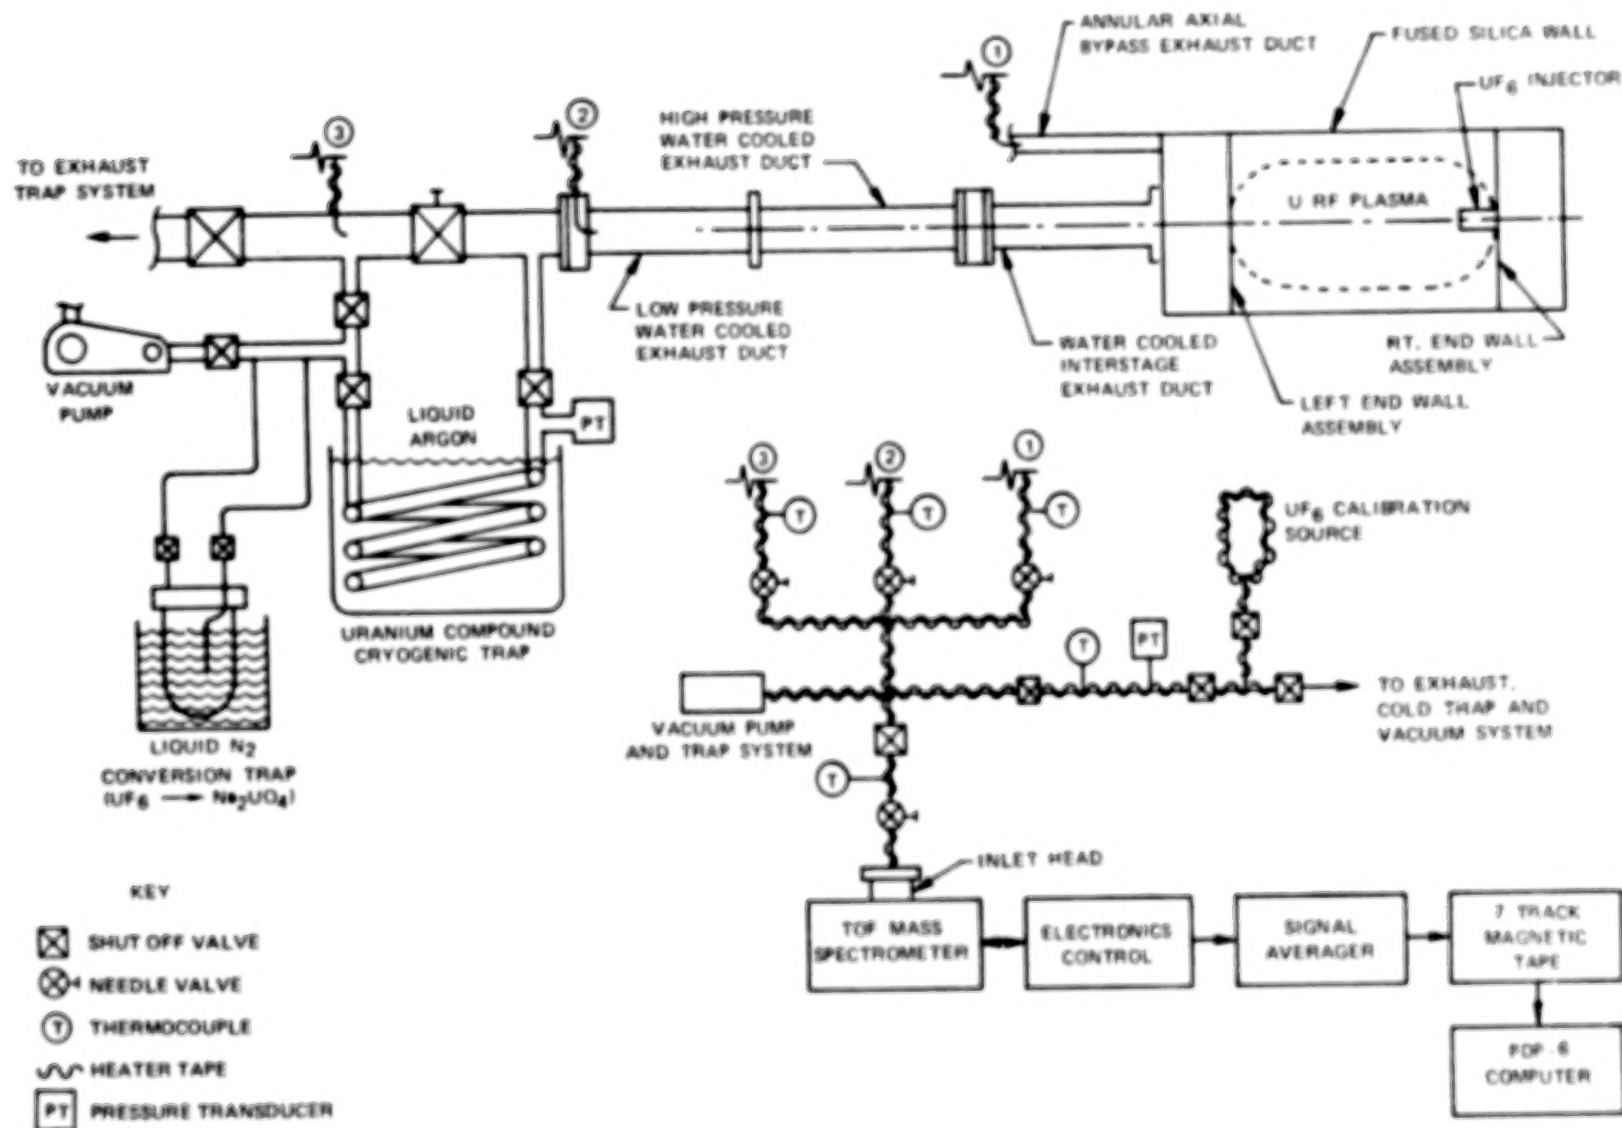 ANNULAR AXIAL
BYPASS EXHAUST DUCT
FUSED SILICA WALL
UF6 INJECTOR
1
2
3
HIGH PRESSURE
WATER COOLED
EXHAUST DUCT
TO EXHAUST
TRAP SYSTEM
U RF PLASMA
LOW PRESSURE
WATER COOLED
EXHAUST DUCT
WATER COOLED
INTERSTAGE
EXHAUST DUCT
RT. END WALL
ASSEMBLY
LEFT END WALL
ASSEMBLY
VACUUM
PUMP
LIQUID
ARGON
PT
URANIUM COMPOUND
CRYOGENIC TRAP
LIQUID N2
CONVERSION TRAP
(UF6 → Na2UO4)
3
2
1
T
T
T
UF6 CALIBRATION
SOURCE
T
PT
VACUUM PUMP
AND TRAP SYSTEM
TO EXHAUST,
COLD TRAP AND
VACUUM SYSTEM
T
INLET HEAD
TOF MASS
SPECTROMETER
ELECTRONICS
CONTROL
SIGNAL
AVERAGER
7 TRACK
MAGNETIC
TAPE
PDP-6
COMPUTER
KEY
SHUT OFF VALVE
NEEDLE VALVE
T THERMOCOUPLE
HEATER TAPE
PT PRESSURE TRANSDUCER